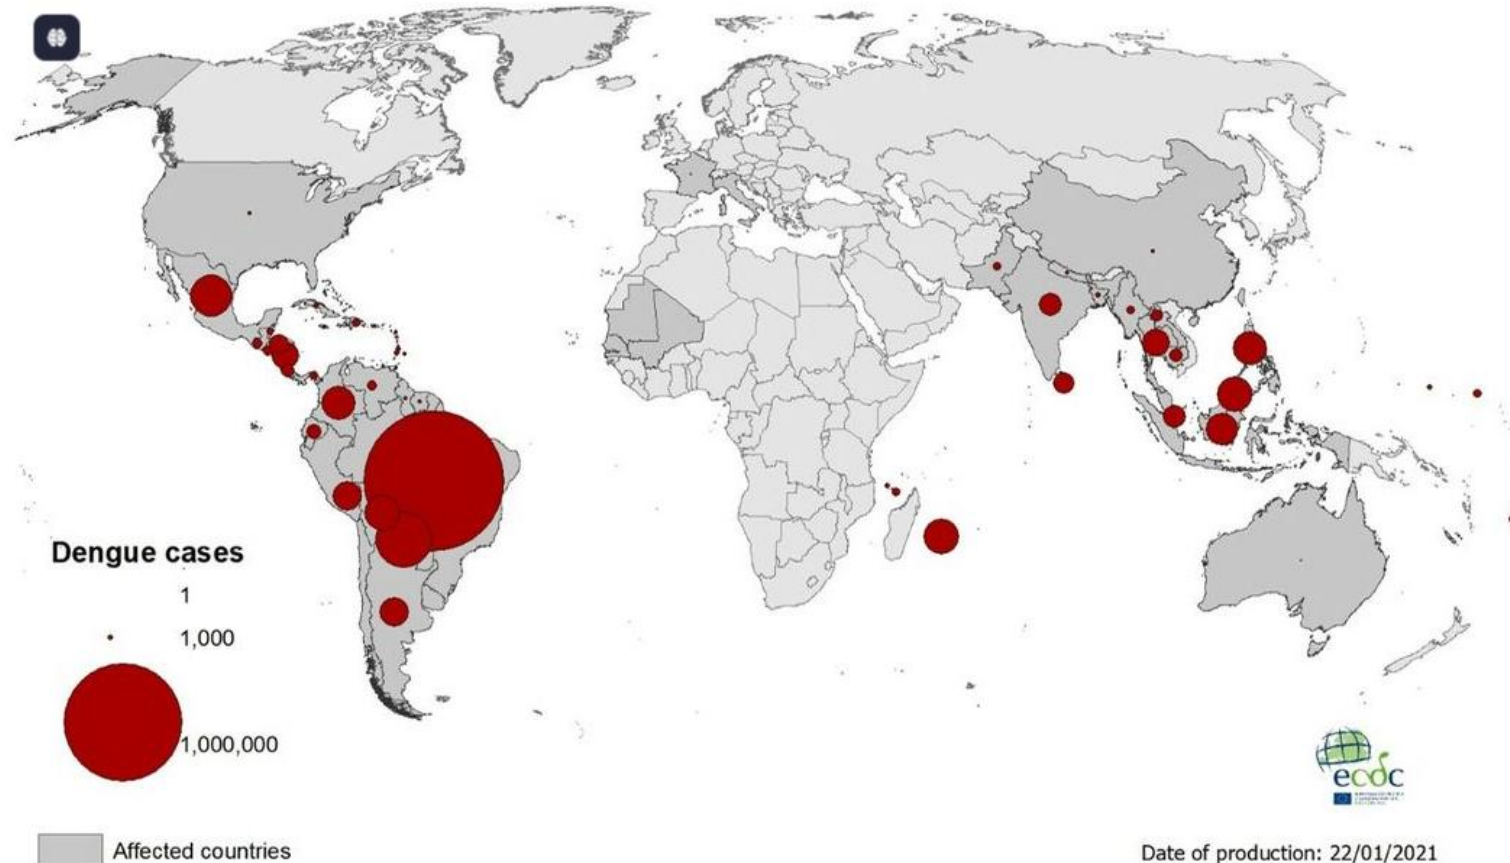 Dengue cases
1
1,000
1,000,000
ecdc
Affected countries
Date of production: 22/01/2021